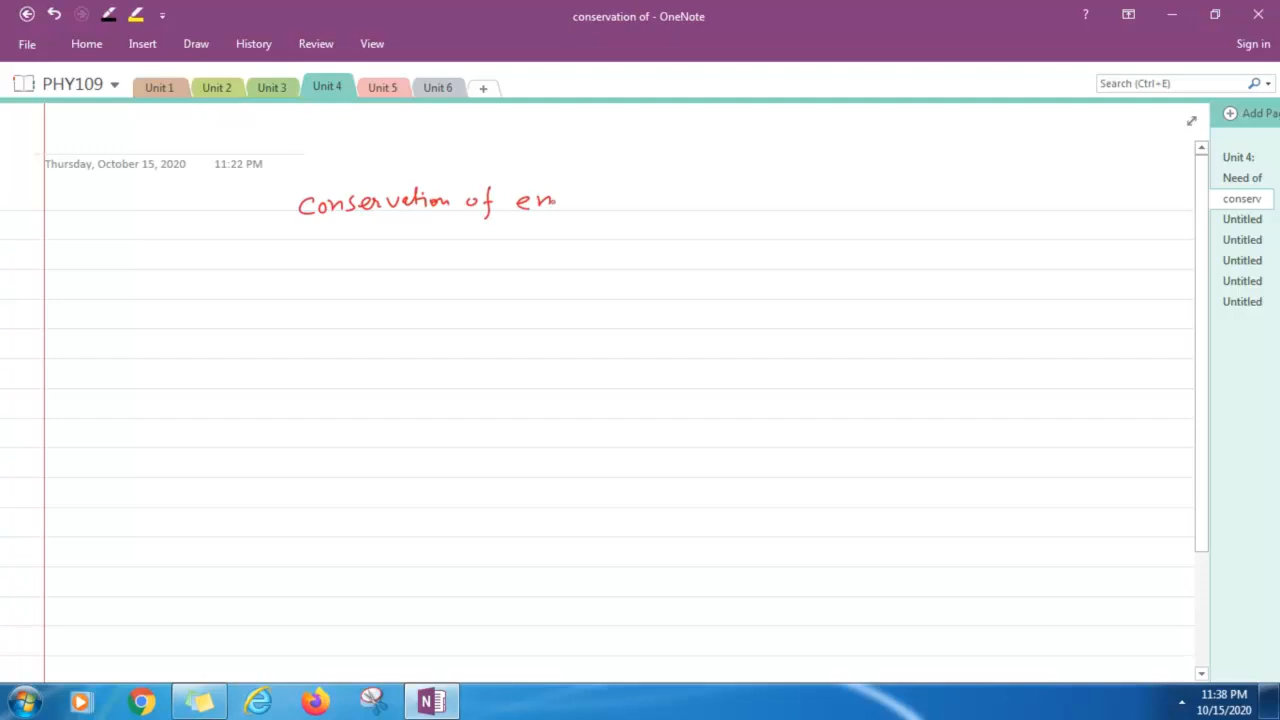 conservation of - OneNote
?
File Home Insert Draw History Review View Sign in
PHY109 Unit 1 Unit 2 Unit 3 Unit 4 Unit 5 Unit 6 + Search (Ctrl+E)
Add Pa
Thursday, October 15, 2020 11:22 PM
conservation of en
Unit 4:
Need of
conserv
Untitled
Untitled
Untitled
Untitled
Untitled
11:38 PM
10/15/2020